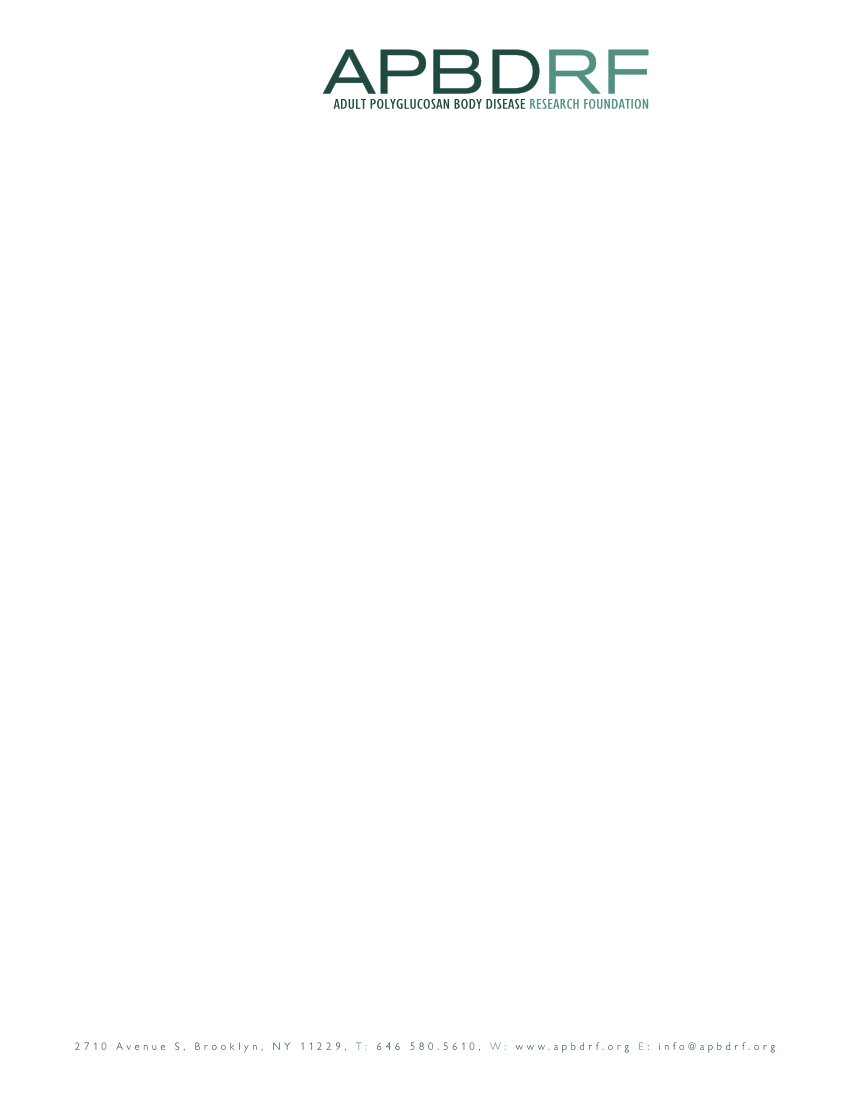 APBDRF
ADULT POLYGLUCOSAN BODY DISEASE RESEARCH FOUNDATION
2710 Avenue S, Brooklyn, NY 11229, T: 646 580.5610, W: www.apbdrf.org E: info@apbdrf.org